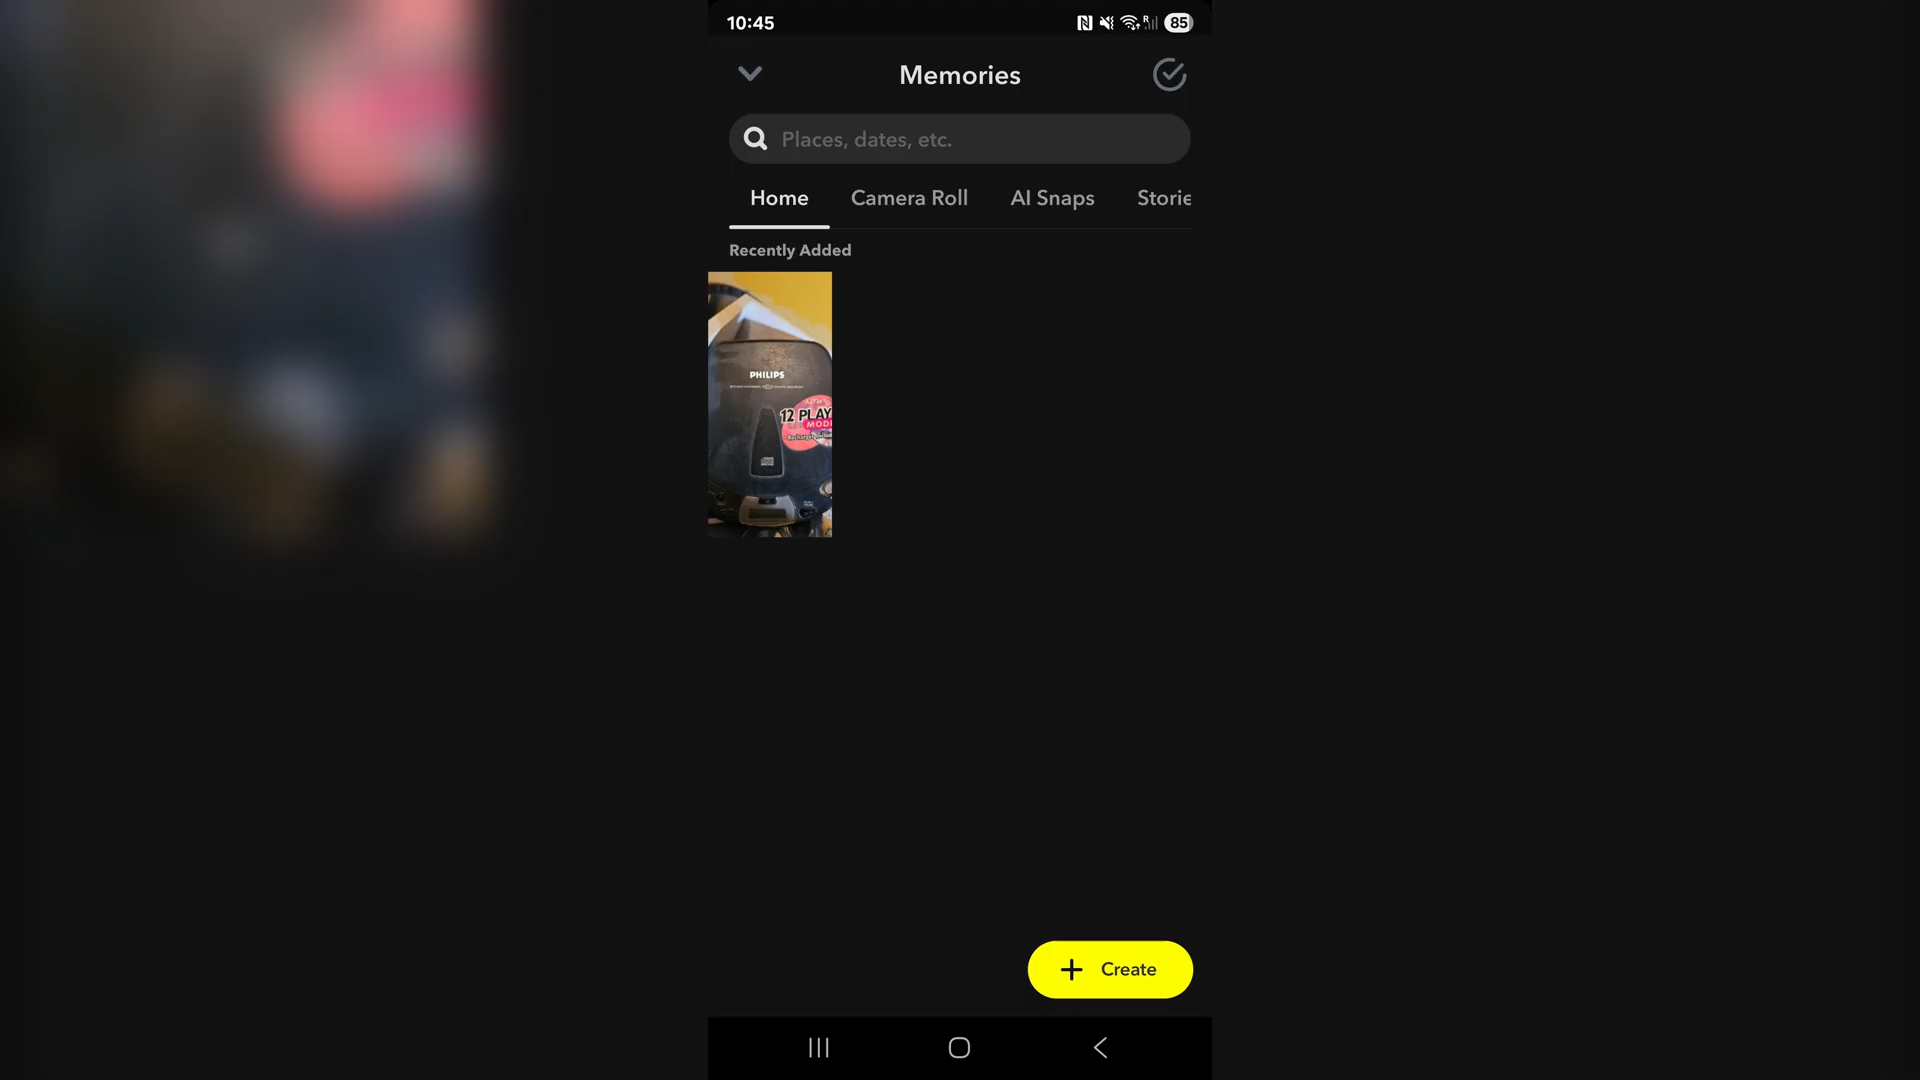 10:45
85
Memories
Places, dates, etc.
Home
Camera Roll
AI Snaps
Storie
Recently Added
PHILIPS
12 PLAY
Create